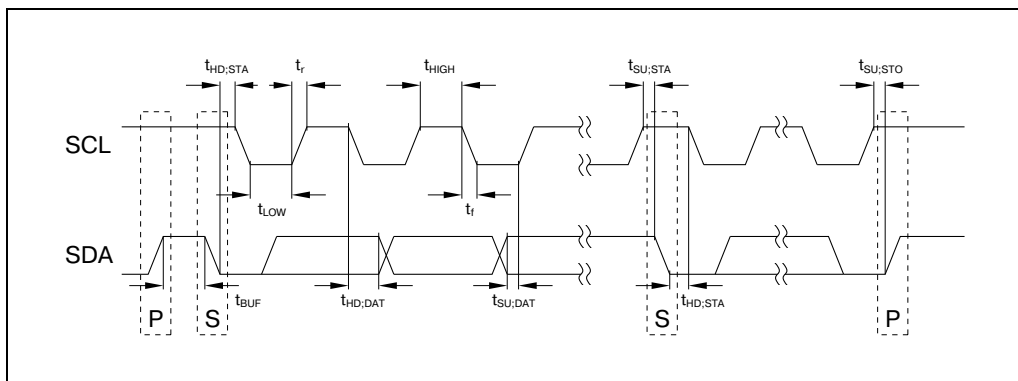 tHD;STA tr tHIGH tSU;STA tSU;STO
SCL
tLOW tf
SDA
tBUF tHD;DAT tSU;DAT tHD;STA
P S S P